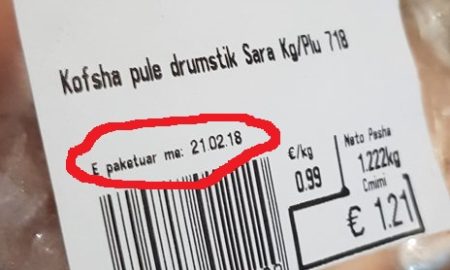 Kofsha pule drumstik Sara Kg/Plu 718
E paketuar me: 21.02.18
€/kg
0.99
Neto Pesha
1.222kg
Cmimi
€ 1.21